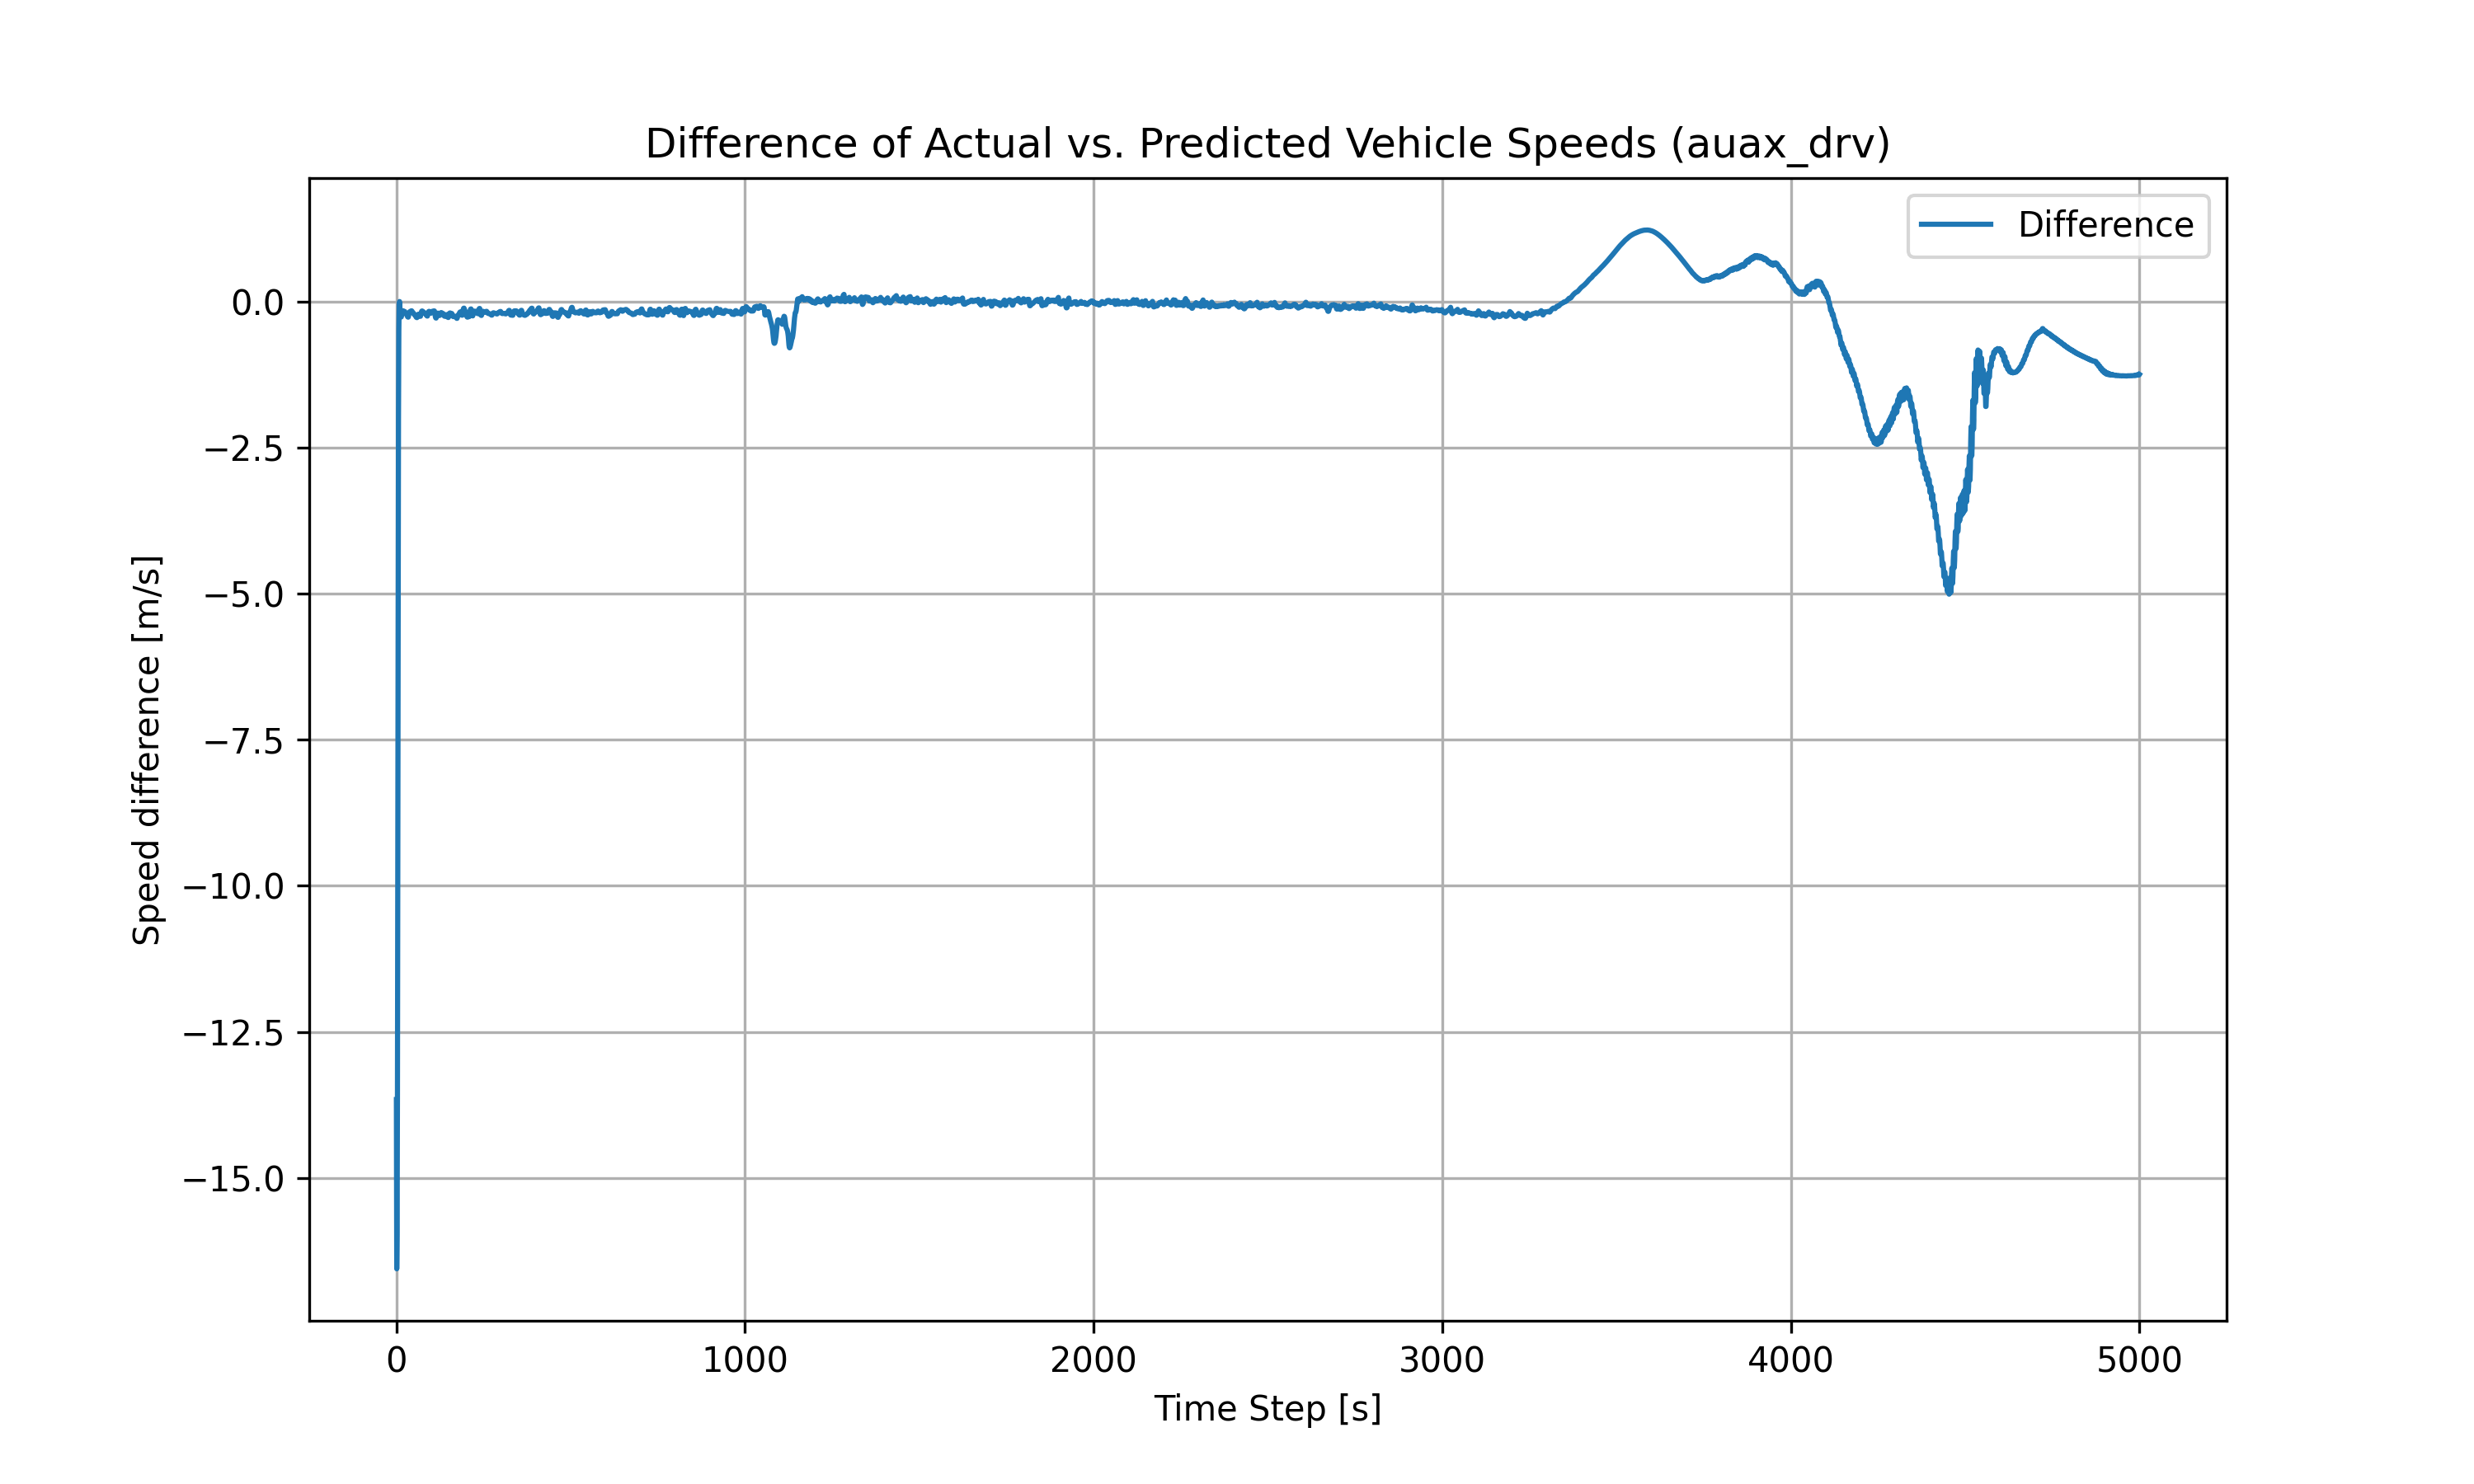 Difference of Actual vs. Predicted Vehicle Speeds (auax_drv)
Difference
0.0
−2.5
−5.0
−7.5
−10.0
−12.5
−15.0
Speed difference [m/s]
0 1000 2000 3000 4000 5000
Time Step [s]